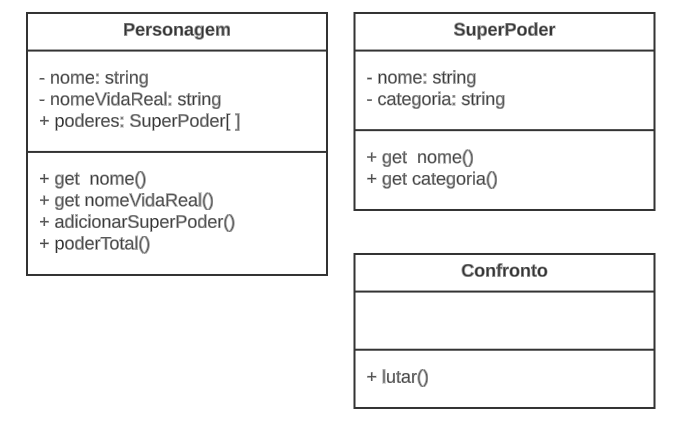 Personagem
- nome: string
- nomeVidaReal: string
+ poderes: SuperPoder[ ]
+ get nome()
+ get nomeVidaReal()
+ adicionarSuperPoder()
+ poderTotal()
SuperPoder
- nome: string
- categoria: string
+ get nome()
+ get categoria()
Confronto
+ lutar()